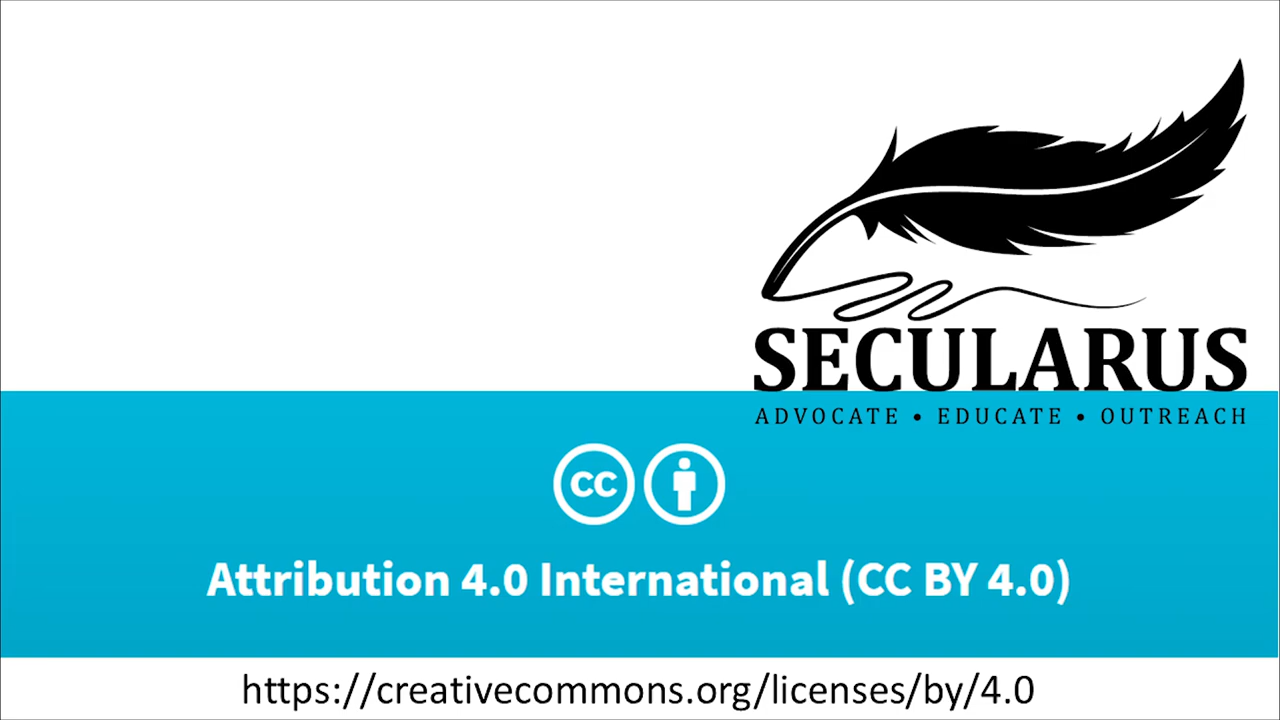 SECULARUS
ADVOCATE • EDUCATE • OUTREACH
cc
Attribution 4.0 International (CC BY 4.0)
https://creativecommons.org/licenses/by/4.0